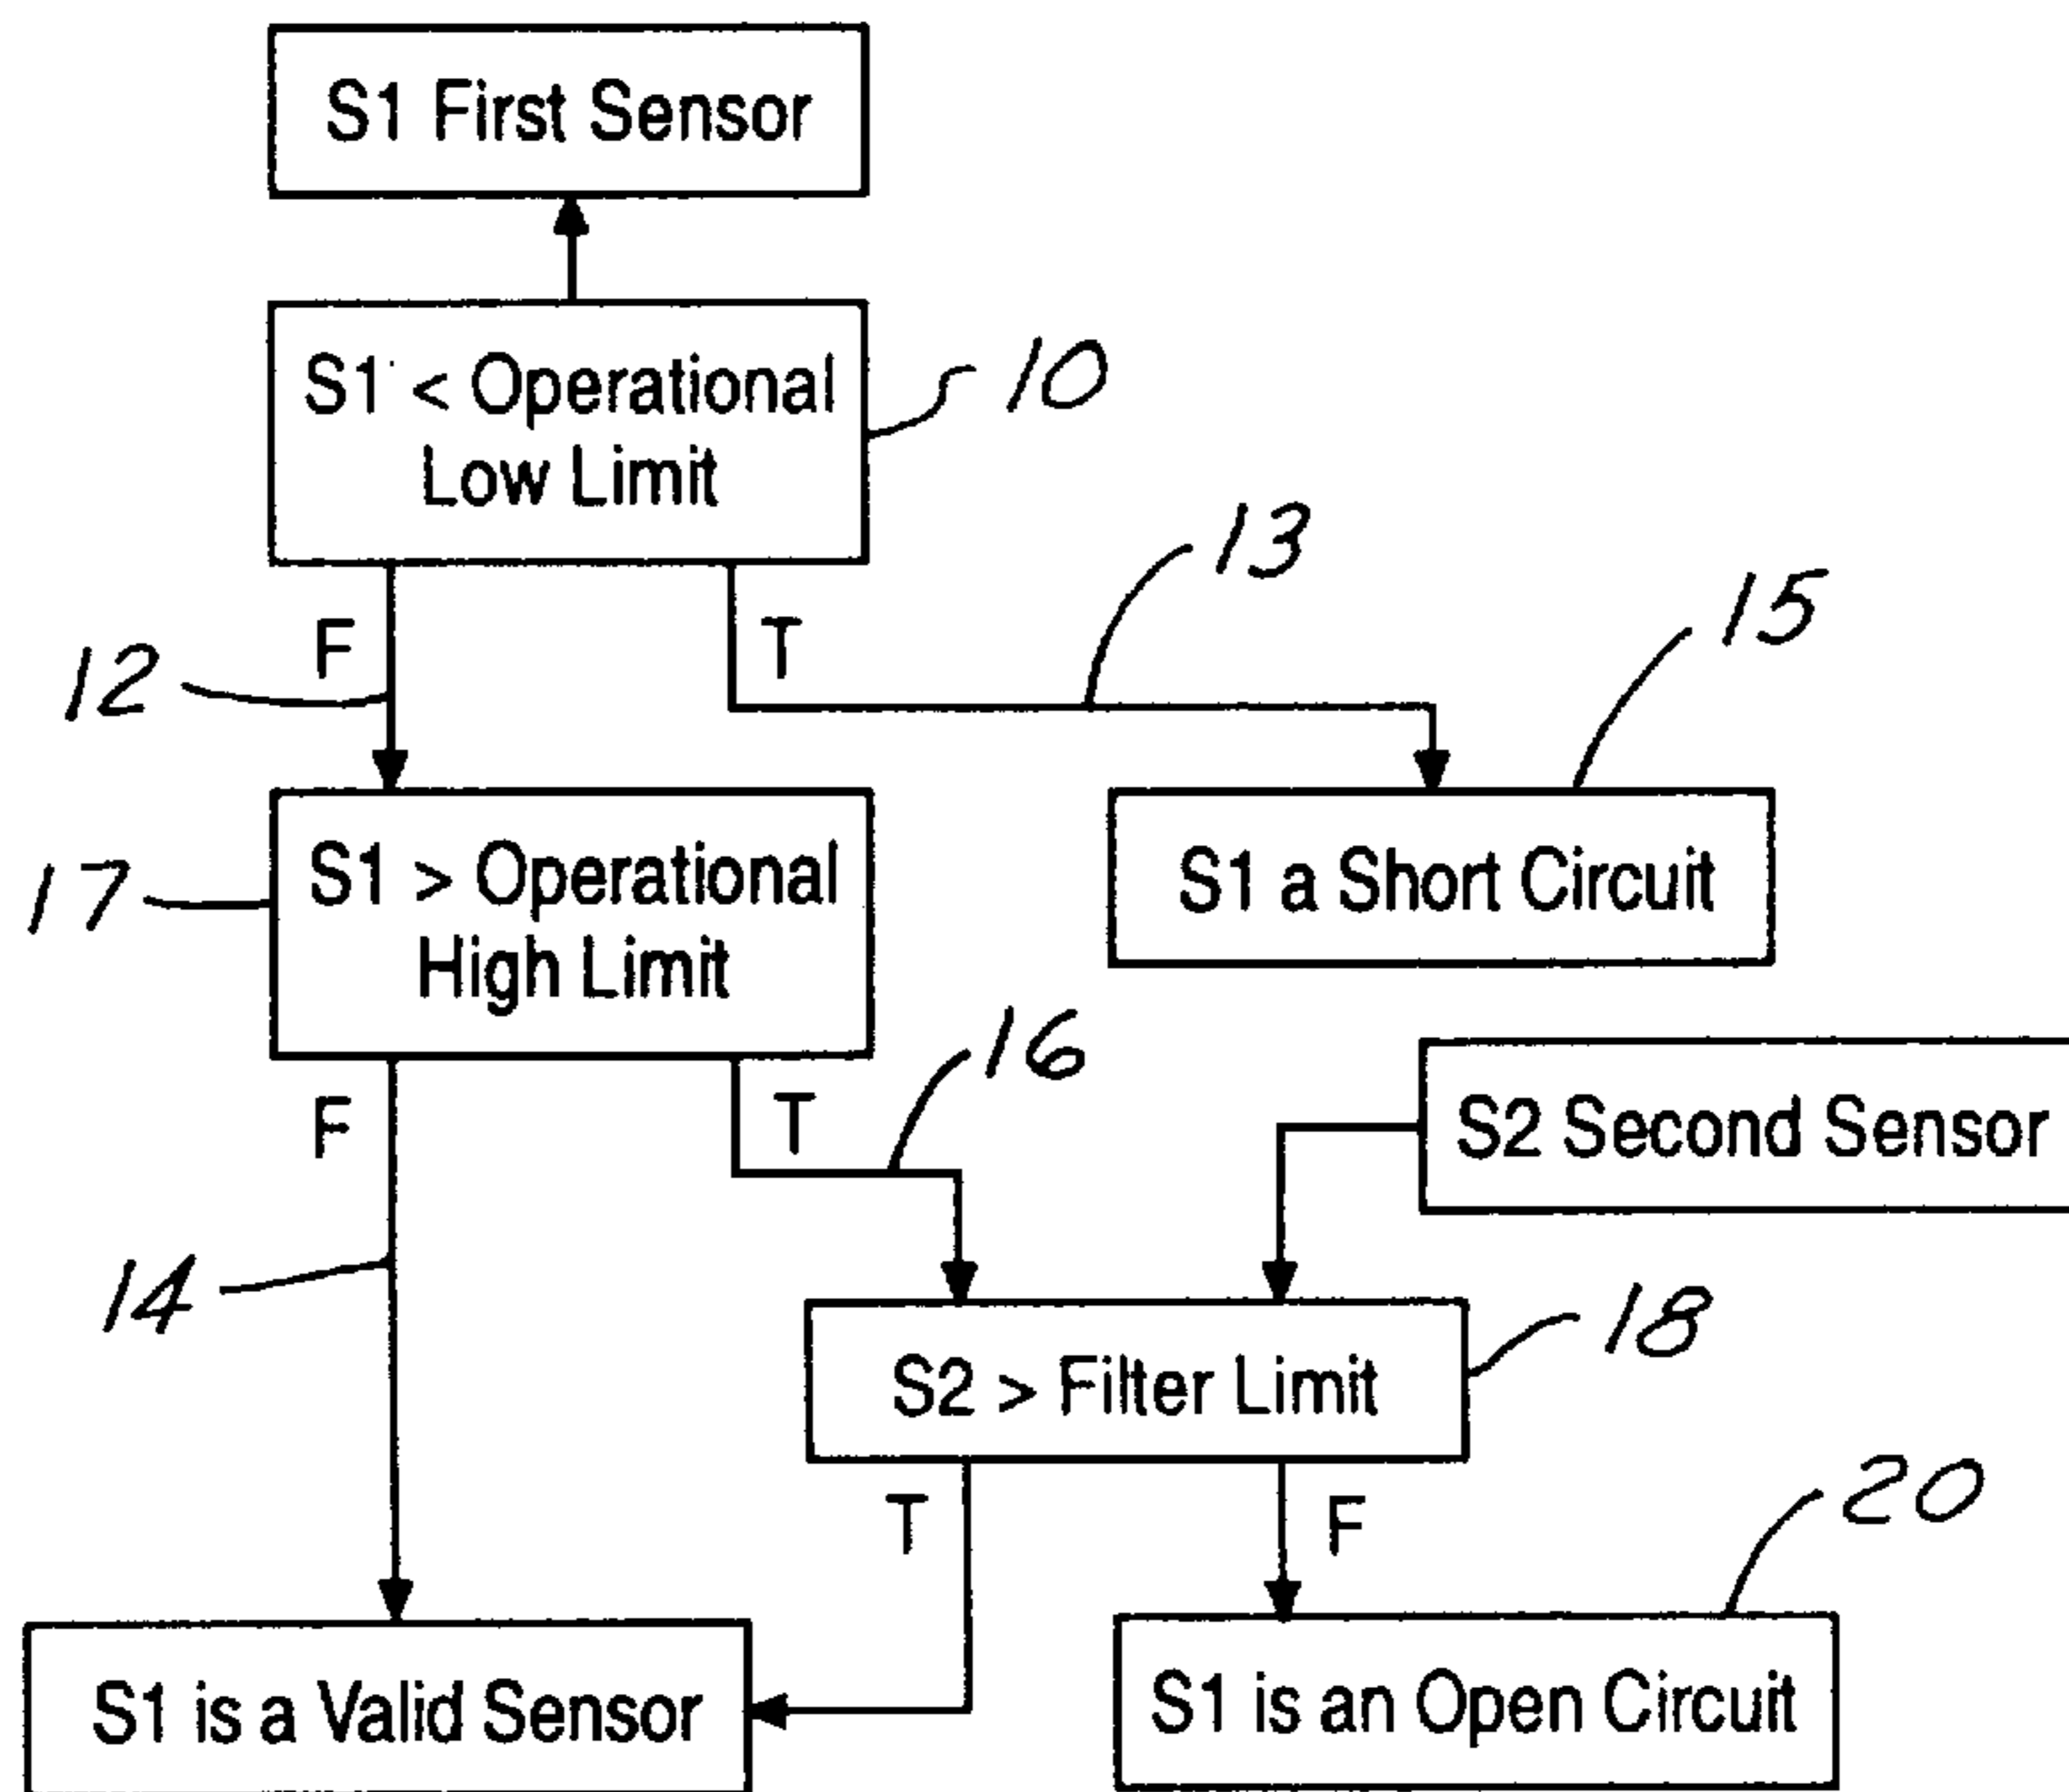 S1 First Sensor
S1 < Operational
Low Limit
10
13
F
T
12
15
S1 > Operational
High Limit
17
S1 a Short Circuit
16
F
T
S2 Second Sensor
14
18
S2 > Filter Limit
T
F
20
S1 is a Valid Sensor
S1 is an Open Circuit